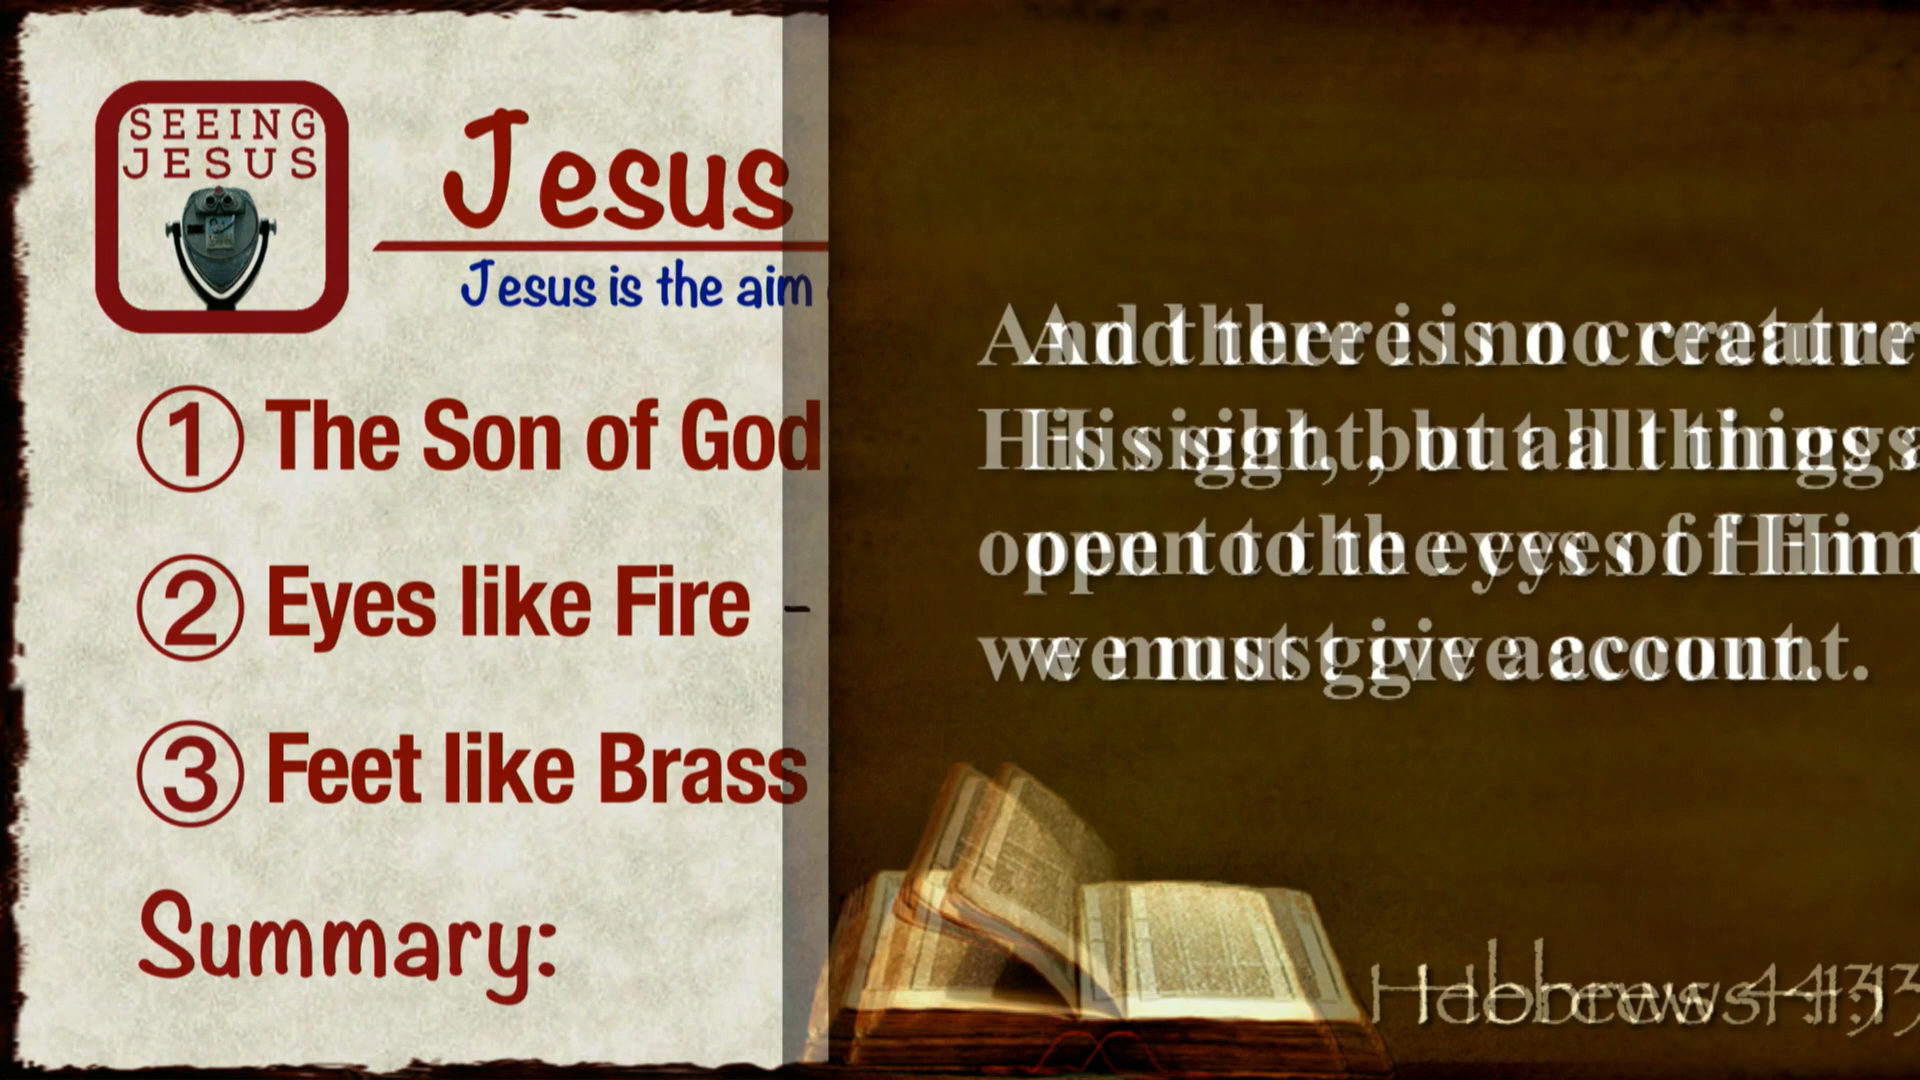 SEEING
JESUS
Jesus
Jesus is the aim
1 The Son of God
2 Eyes like Fire -
3 Feet like Brass
Summary:
And there is no creature
His sight, but all things
open to the eyes of Him
we must give account.
Hebrews 4:13